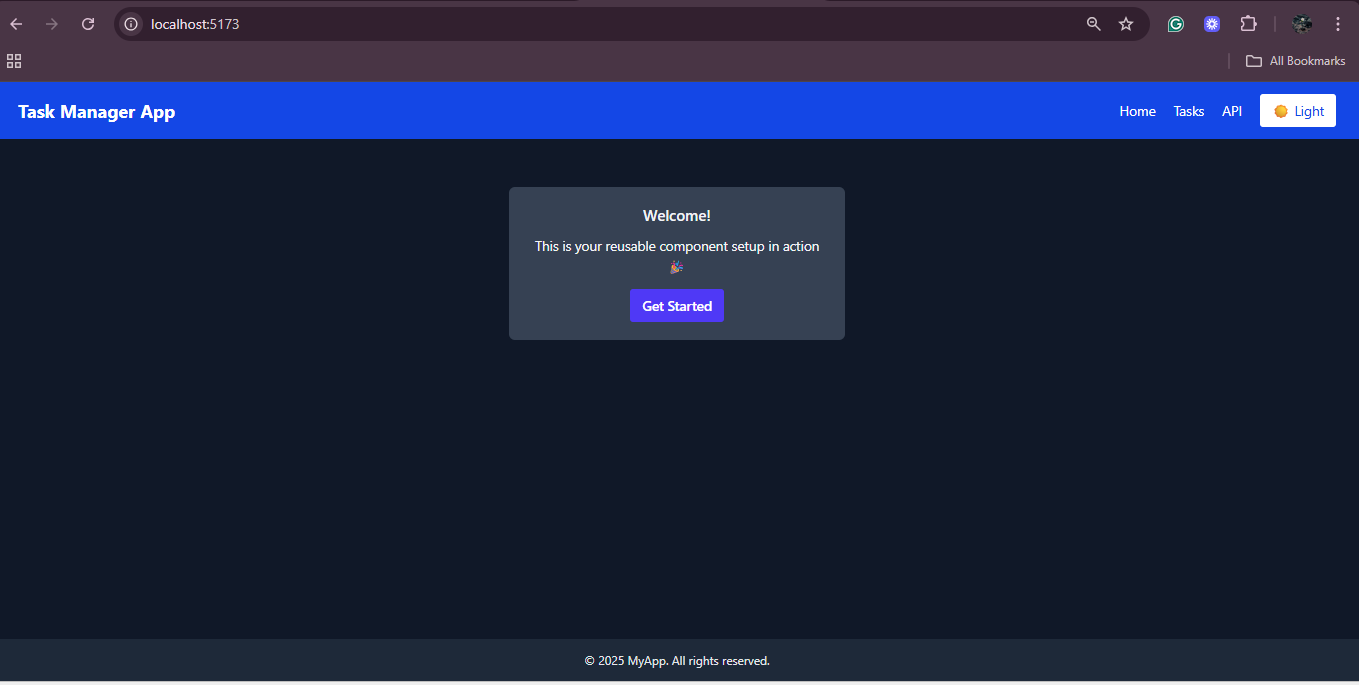 localhost:5173
All Bookmarks
Task Manager App
Home Tasks API Light
Welcome!
This is your reusable component setup in action
🎉
Get Started
© 2025 MyApp. All rights reserved.